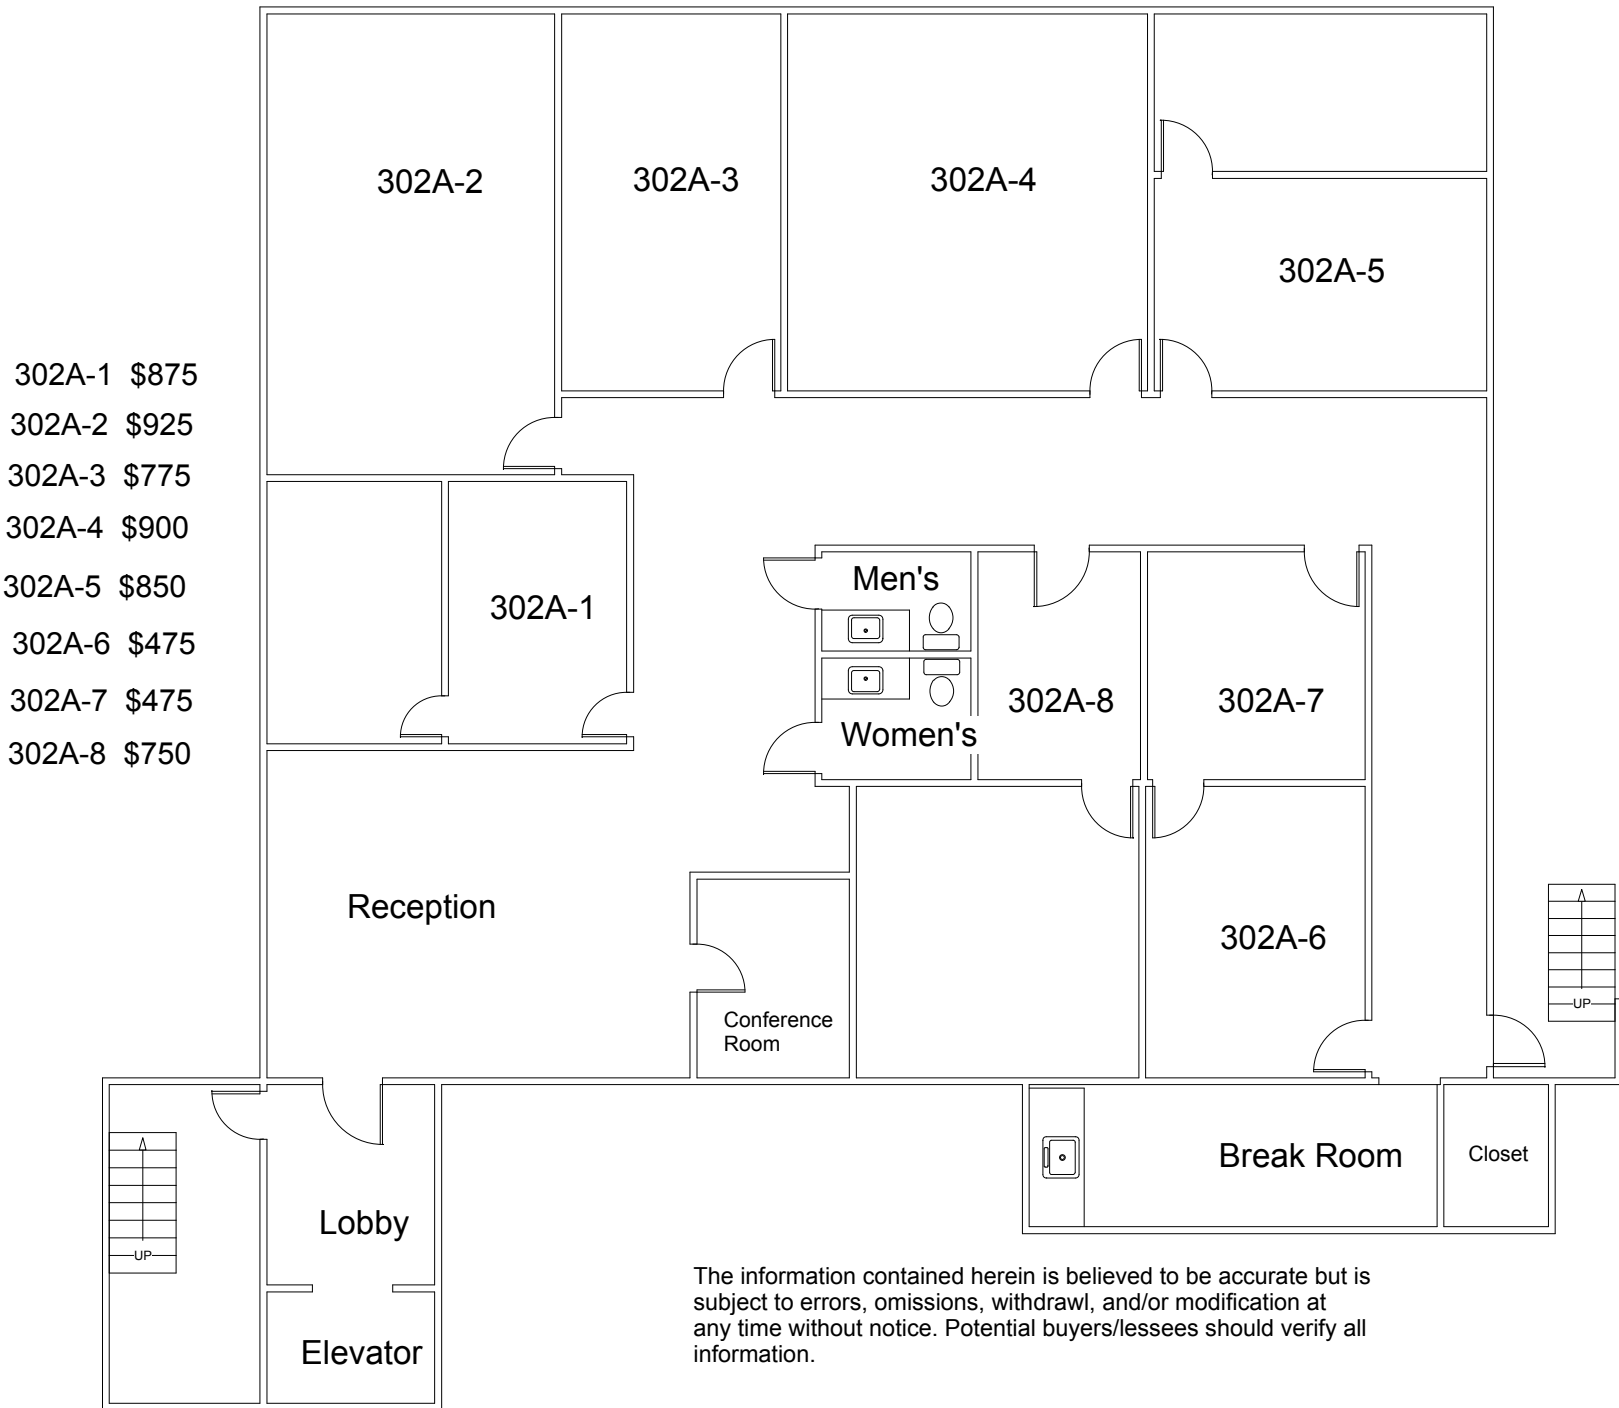 302A-2
302A-3
302A-4
302A-5
302A-1 $875
302A-2 $925
302A-3 $775
302A-4 $900
302A-5 $850
302A-6 $475
302A-7 $475
302A-8 $750
302A-1
Men's
Women's
302A-8
302A-7
Reception
302A-6
Conference
Room
UP
Break Room
Closet
Lobby
UP
Elevator
The information contained herein is believed to be accurate but is
subject to errors, omissions, withdrawl, and/or modification at
any time without notice. Potential buyers/lessees should verify all
information.